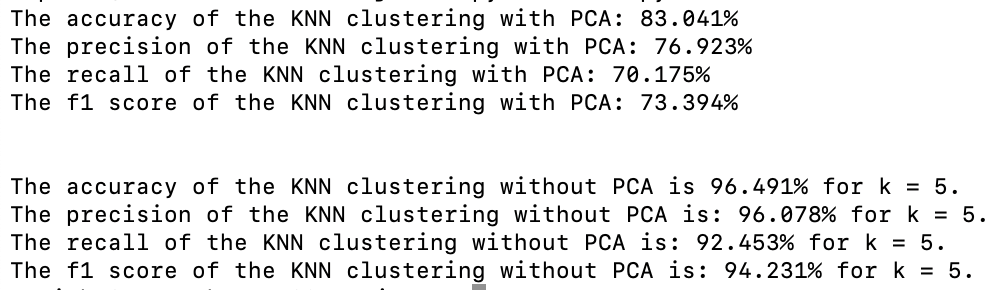 The accuracy of the KNN clustering with PCA: 83.041%
The precision of the KNN clustering with PCA: 76.923%
The recall of the KNN clustering with PCA: 70.175%
The f1 score of the KNN clustering with PCA: 73.394%
The accuracy of the KNN clustering without PCA is 96.491% for k = 5.
The precision of the KNN clustering without PCA is: 96.078% for k = 5.
The recall of the KNN clustering without PCA is: 92.453% for k = 5.
The f1 score of the KNN clustering without PCA is: 94.231% for k = 5.